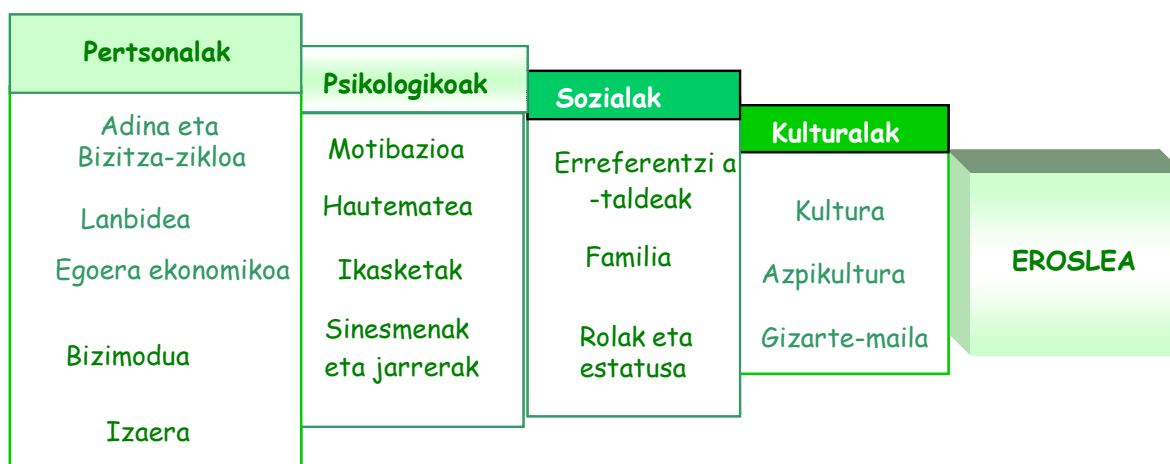 Pertsonalak
Adina eta
Bizitza-zikloa
Lanbidea
Egoera ekonomikoa
Bizimodua
Izaera
Psikologikoak
Motibazioa
Hautematea
Ikasketak
Sinesmenak
eta jarrerak
Sozialak
Erreferentzi a
-taldeak
Familia
Rolak eta
estatusa
Kulturalak
Kultura
Azpikultura
Gizarte-maila
EROSLEA